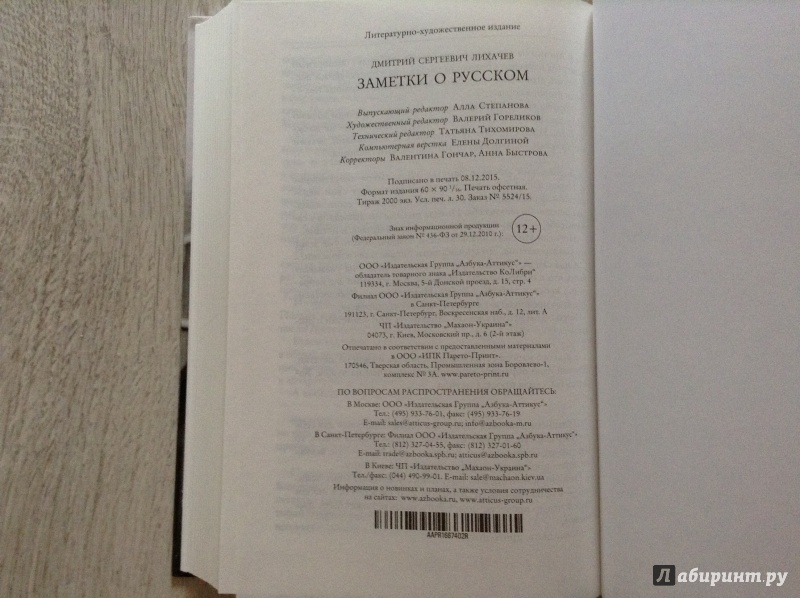 Литературно-художественное издание
ДМИТРИЙ СЕРГЕЕВИЧ ЛИХАЧЕВ
ЗАМЕТКИ О РУССКОМ
Выпускающий редактор АЛЛА СТЕПАНОВА
Художественный редактор ВАЛЕРИЙ ГОРЕЛИКОВ
Технический редактор ТАТЬЯНА ТИХОМИРОВА
Компьютерная верстка ЕЛЕНЫ ДОЛГИНОЙ
Корректоры ВАЛЕНТИНА ГОНЧАР, АННА БЫСТРОВА
Подписано в печать 08.12.2015.
Формат издания 60 × 90 1/16. Печать офсетная.
Тираж 2000 экз. Усл. печ. л. 30. Заказ № 5524/15.
Знак информационной продукции
(Федеральный закон № 436-ФЗ от 29.12.2010 г.):
12+
ООО «Издательская Группа „Азбука-Аттикус“» —
обладатель товарного знака „Издательство КоЛибри“
119334, г. Москва, 5-й Донской проезд, д. 15, стр. 4
Филиал ООО «Издательская Группа „Азбука-Аттикус“»
в Санкт-Петербурге
191123, г. Санкт-Петербург, Воскресенская наб., д. 12, лит. А
ЧП «Издательство „Махаон-Украина“»
04073, г. Киев, Московский пр., д. 6 (2-й этаж)
Отпечатано в соответствии с предоставленными материалами
в ООО «ИПК Парето-Принт».
170546, Тверская область, Промышленная зона Боровлево-1,
комплекс № 3А. www.pareto-print.ru
ПО ВОПРОСАМ РАСПРОСТРАНЕНИЯ ОБРАЩАЙТЕСЬ:
В Москве: ООО «Издательская Группа „Азбука-Аттикус“»
Тел.: (495) 933-76-01, факс: (495) 933-76-19
E-mail: sales@atticus-group.ru; info@azbooka-m.ru
В Санкт-Петербурге: Филиал ООО «Издательская Группа „Азбука-Аттикус“»
Тел.: (812) 327-04-55, факс: (812) 327-01-60
E-mail: trade@azbooka.spb.ru; atticus@azbooka.spb.ru
В Киеве: ЧП «Издательство „Махаон-Украина“»
Тел./факс: (044) 490-99-01. E-mail: sale@machaon.kiev.ua
Информация о новинках и планах, а также условия сотрудничества
на сайтах: www.azbooka.ru, www.atticus-group.ru
AAPR1667402R
Лабиринт.ру